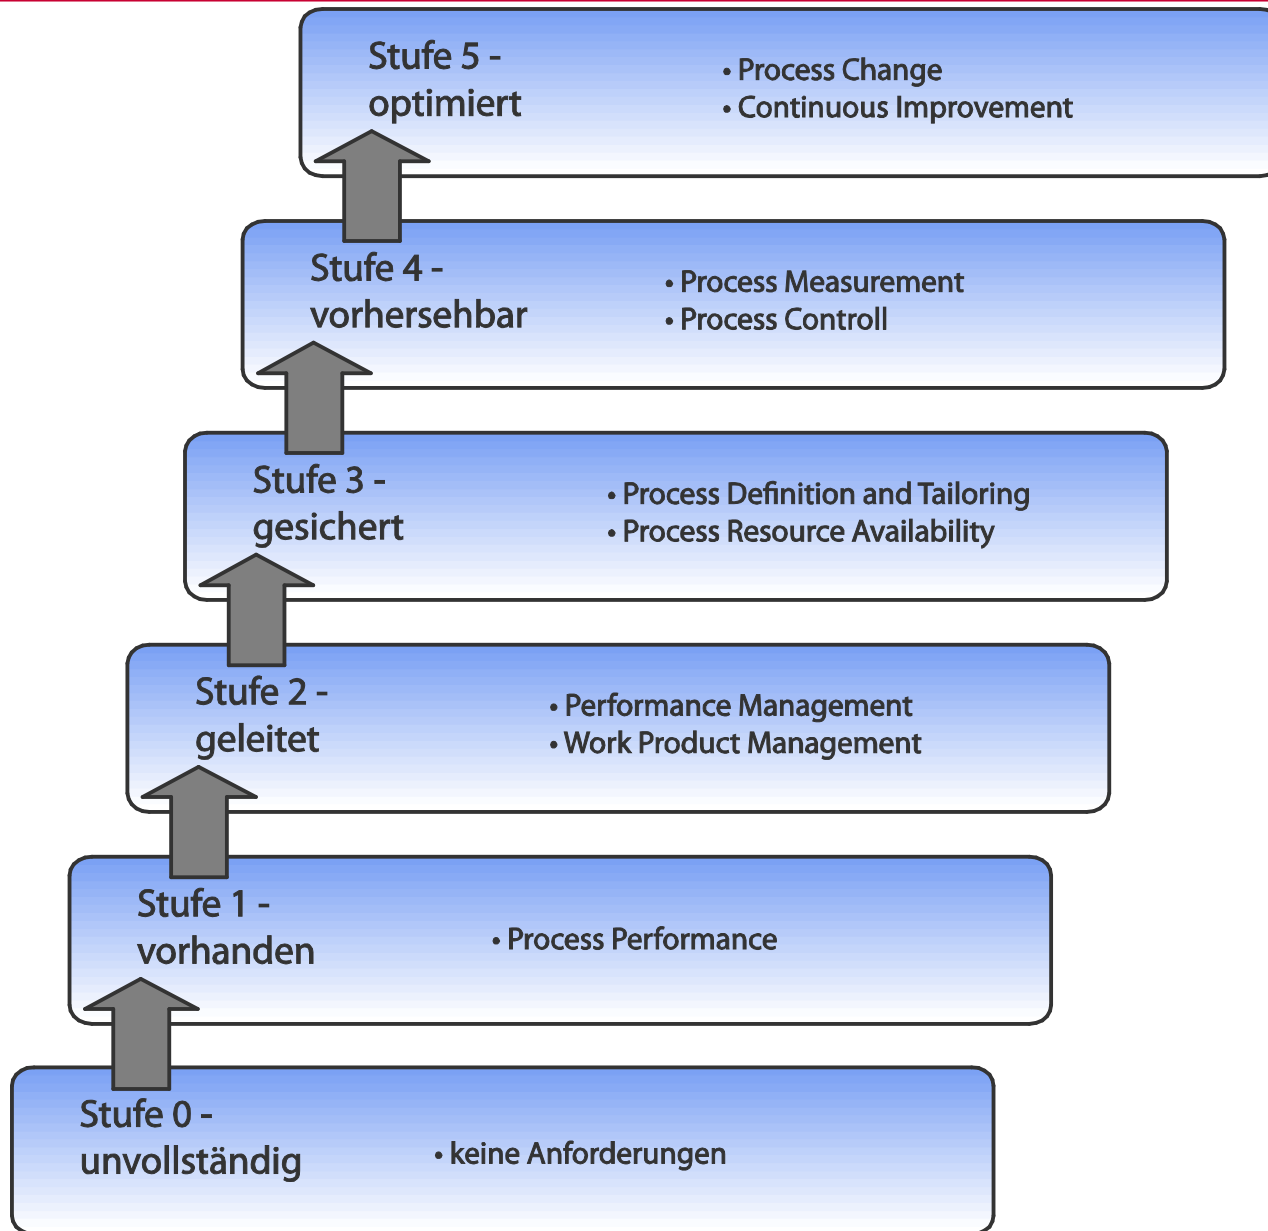 Stufe 5 -
optimiert
• Process Change
• Continuous Improvement
Stufe 4 -
vorhersehbar
• Process Measurement
• Process Controll
Stufe 3 -
gesichert
• Process Definition and Tailoring
• Process Resource Availability
Stufe 2 -
geleitet
• Performance Management
• Work Product Management
Stufe 1 -
vorhanden
• Process Performance
Stufe 0 -
unvollständig
• keine Anforderungen